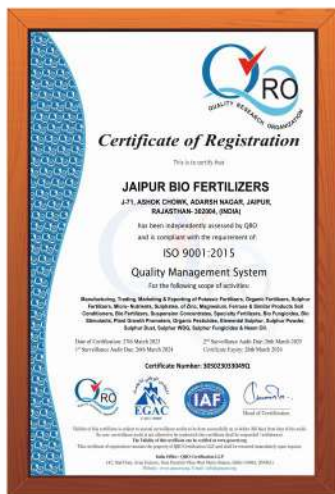 QRO
QUALITY RESEARCH ORGANIZATION
Certificate of Registration
This is to certify that
JAIPUR BIO FERTILIZERS
J-71, ASHOK CHOWK, ADARSH NAGAR, JAIPUR,
RAJASTHAN- 302004, (INDIA)
has been independently assessed by QRO
and is compliant with the requirement of:
ISO 9001:2015
Quality Management System
For the following scope of activities:
Manufacturing, Trading, Marketing & Exporting of Potassic Fertilizers, Organic Fertilizers, Sulphur
Fertilizers, Micro- Nutrients, Sulphates, of Zinc, Magnesium, Ferrous & Similar Products Soil
Conditioners, Bio Fertilizers, Suspension Concentrates, Specialty Fertilizers, Bio Fungicides, Bio
Stimulants, Plant Growth Promoters, Organic Pesticides, Elemental Sulphur, Sulphur Powder,
Sulphur Dust, Sulphur WDG, Sulphur Fungicides & Neem Oil.
Date of Certification: 27th March 2023
2nd Surveillance Audit Due: 26th March 2025
1st Surveillance Audit Due: 26th March 2024
Certificate Expiry: 26th March 2026
Certificate Number: 305023033049Q
QRO
EGAC
IAF
Head of Certification
India Office : QRO Certification LLP